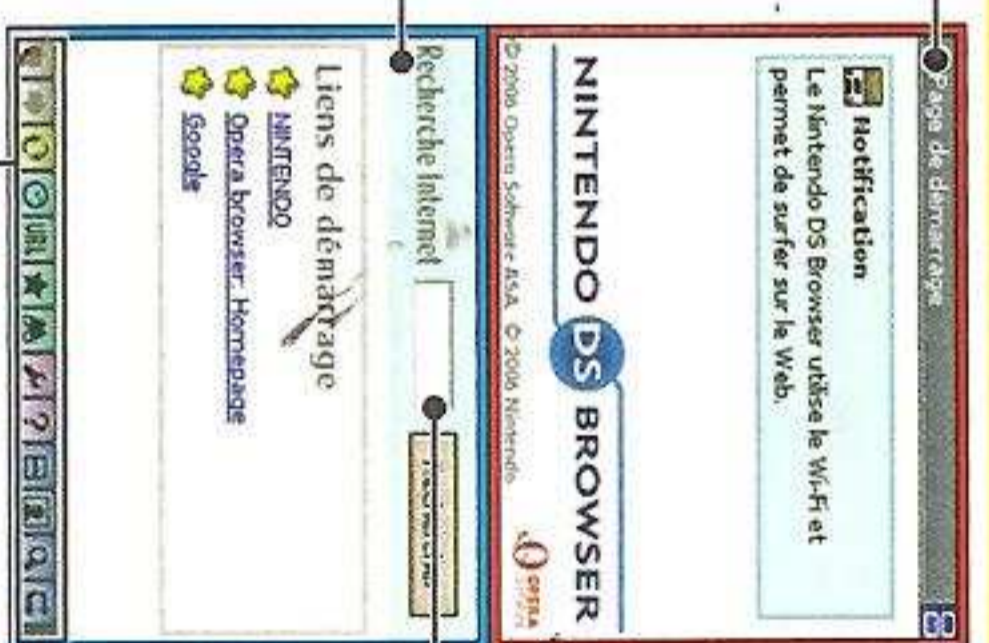 Page de démarrage
Notification
Le Nintendo DS Browser utilise le Wi-Fi et
permet de surfer sur le Web.
NINTENDO DS BROWSER
OPERA
© 2006 Opera Software ASA. © 2006 Nintendo
Recherche Internet
Liens de démarrage
NINTENDO
Opera browser: Homepage
Google
URL
?